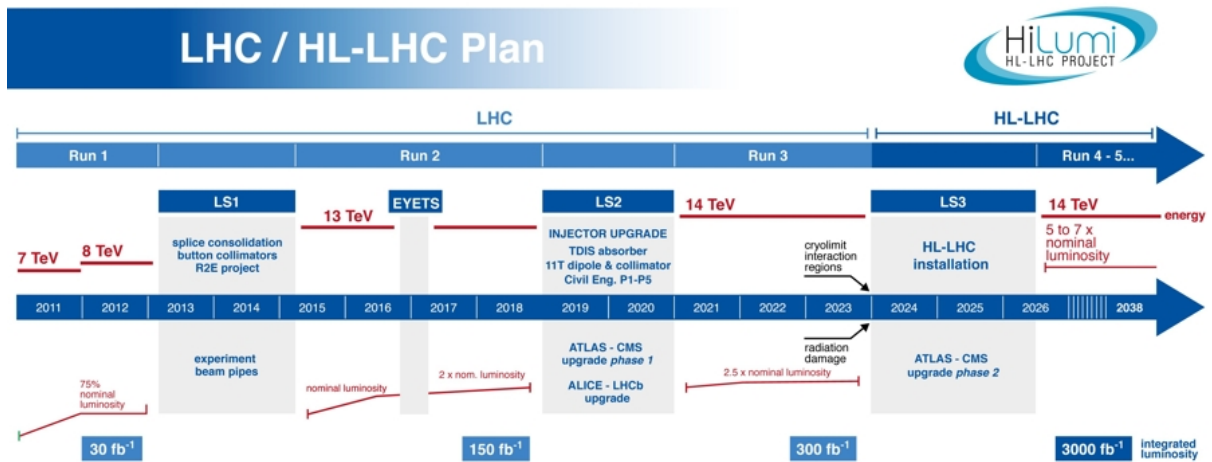 LHC / HL-LHC Plan
HiLumi
HL-LHC PROJECT
LHC
HL-LHC
Run 1
Run 2
Run 3
Run 4 - 5...
LS1
EYETS
LS2
LS3
13 TeV
14 TeV
14 TeV
energy
splice consolidation
button collimators
R2E project
INJECTOR UPGRADE
TDIS absorber
11T dipole & collimator
Civil Eng. P1-P5
cryolimit
interaction
regions
HL-LHC
installation
5 to 7 x
nominal
luminosity
7 TeV
8 TeV
2011
2012
2013
2014
2015
2016
2017
2018
2019
2020
2021
2022
2023
2024
2025
2026
2038
75%
nominal
luminosity
experiment
beam pipes
nominal luminosity
2 x nom. luminosity
ATLAS - CMS
upgrade phase 1
ALICE - LHCb
upgrade
2.5 x nominal luminosity
radiation
damage
ATLAS - CMS
upgrade phase 2
30 fb-1
150 fb-1
300 fb-1
3000 fb-1
integrated
luminosity